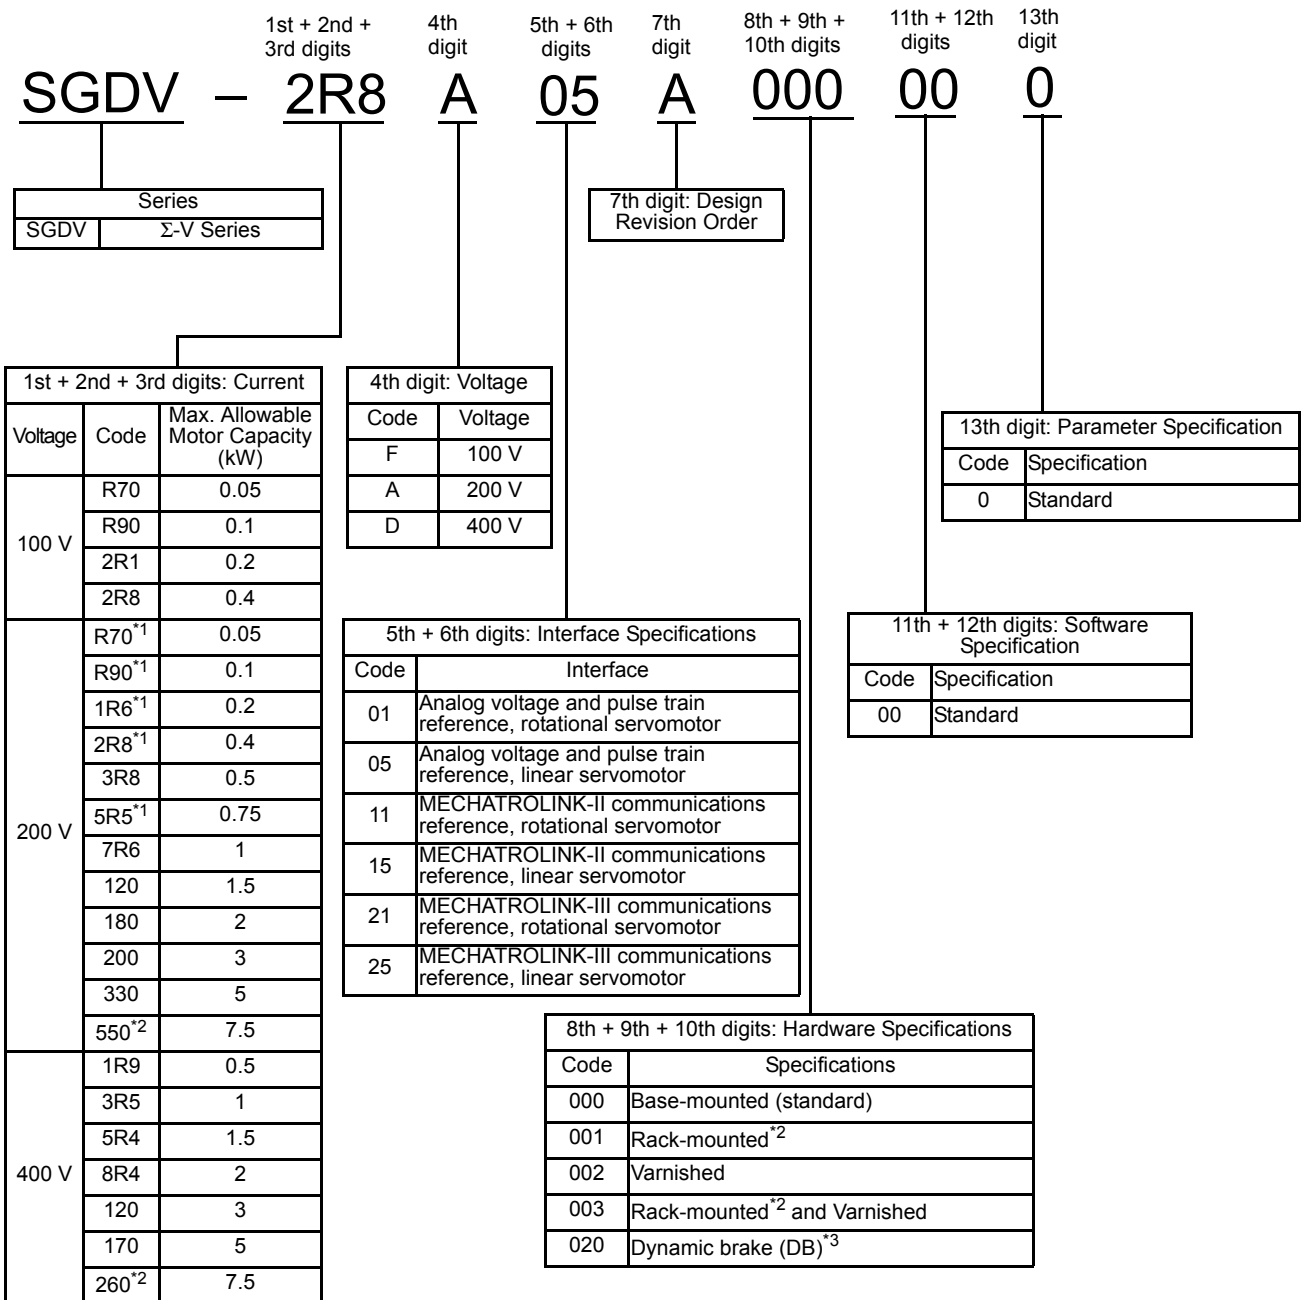 1st + 2nd +
3rd digits
4th
digit
5th + 6th
digits
7th
digit
8th + 9th +
10th digits
11th + 12th
digits
13th
digit
SGDV – 2R8 A 05 A 000 00 0
Series
SGDV Σ-V Series
7th digit: Design
Revision Order
1st + 2nd + 3rd digits: Current
Voltage Code Max. Allowable
Motor Capacity
(kW)
100 V
R70 0.05
R90 0.1
2R1 0.2
2R8 0.4
200 V
R70*1 0.05
R90*1 0.1
1R6*1 0.2
2R8*1 0.4
3R8 0.5
5R5*1 0.75
7R6 1
120 1.5
180 2
200 3
330 5
550*2 7.5
400 V
1R9 0.5
3R5 1
5R4 1.5
8R4 2
120 3
170 5
260*2 7.5
4th digit: Voltage
Code Voltage
F 100 V
A 200 V
D 400 V
5th + 6th digits: Interface Specifications
Code Interface
01 Analog voltage and pulse train
reference, rotational servomotor
05 Analog voltage and pulse train
reference, linear servomotor
11 MECHATROLINK-II communications
reference, rotational servomotor
15 MECHATROLINK-II communications
reference, linear servomotor
21 MECHATROLINK-III communications
reference, rotational servomotor
25 MECHATROLINK-III communications
reference, linear servomotor
13th digit: Parameter Specification
Code Specification
0 Standard
11th + 12th digits: Software
Specification
Code Specification
00 Standard
8th + 9th + 10th digits: Hardware Specifications
Code Specifications
000 Base-mounted (standard)
001 Rack-mounted*2
002 Varnished
003 Rack-mounted*2 and Varnished
020 Dynamic brake (DB)*3